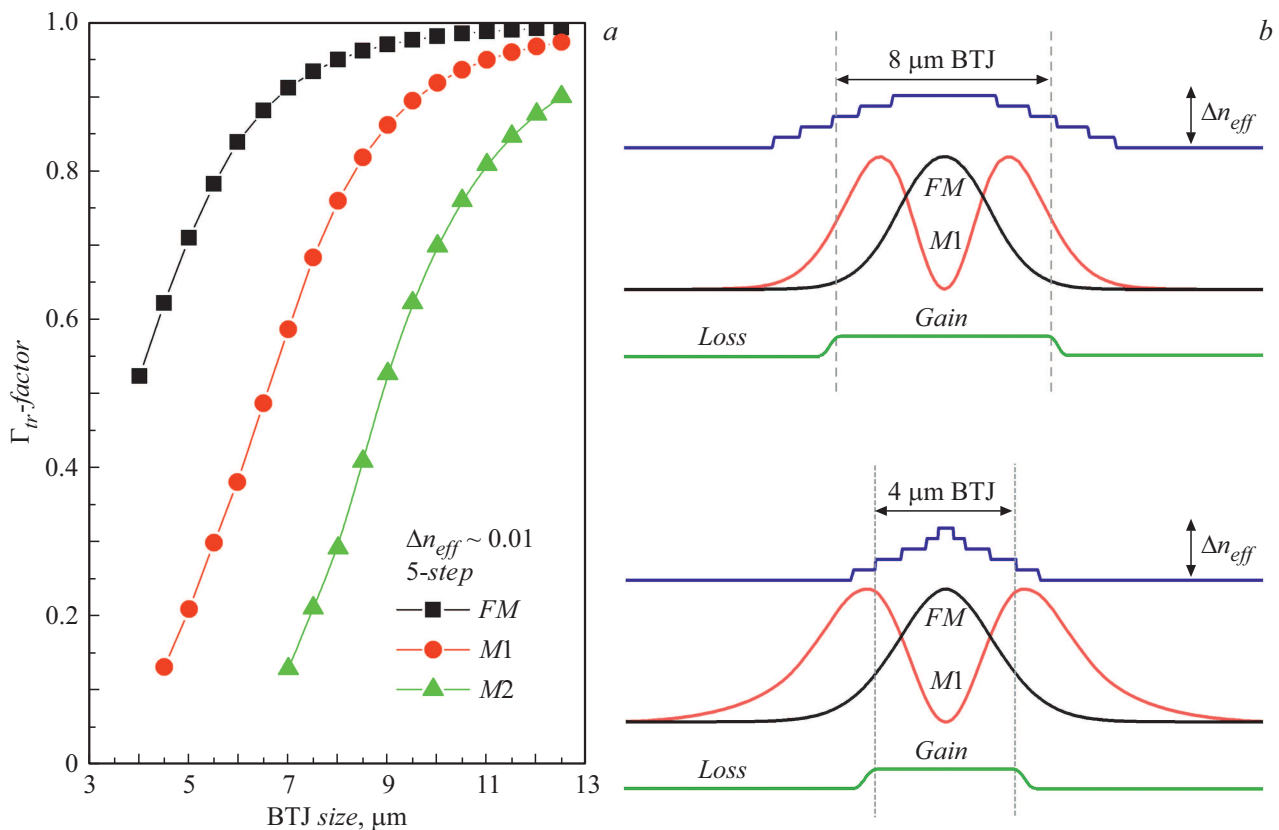 a
1.0
0.8
0.6
0.4
0.2
0
Γtr-factor
Δneff ~ 0.01
5-step
FM
M1
M2
3
5
7
9
11
13
BTJ size, μm
b
8 μm BTJ
Δneff
FM
M1
Gain
Loss
4 μm BTJ
Δneff
FM
M1
Gain
Loss